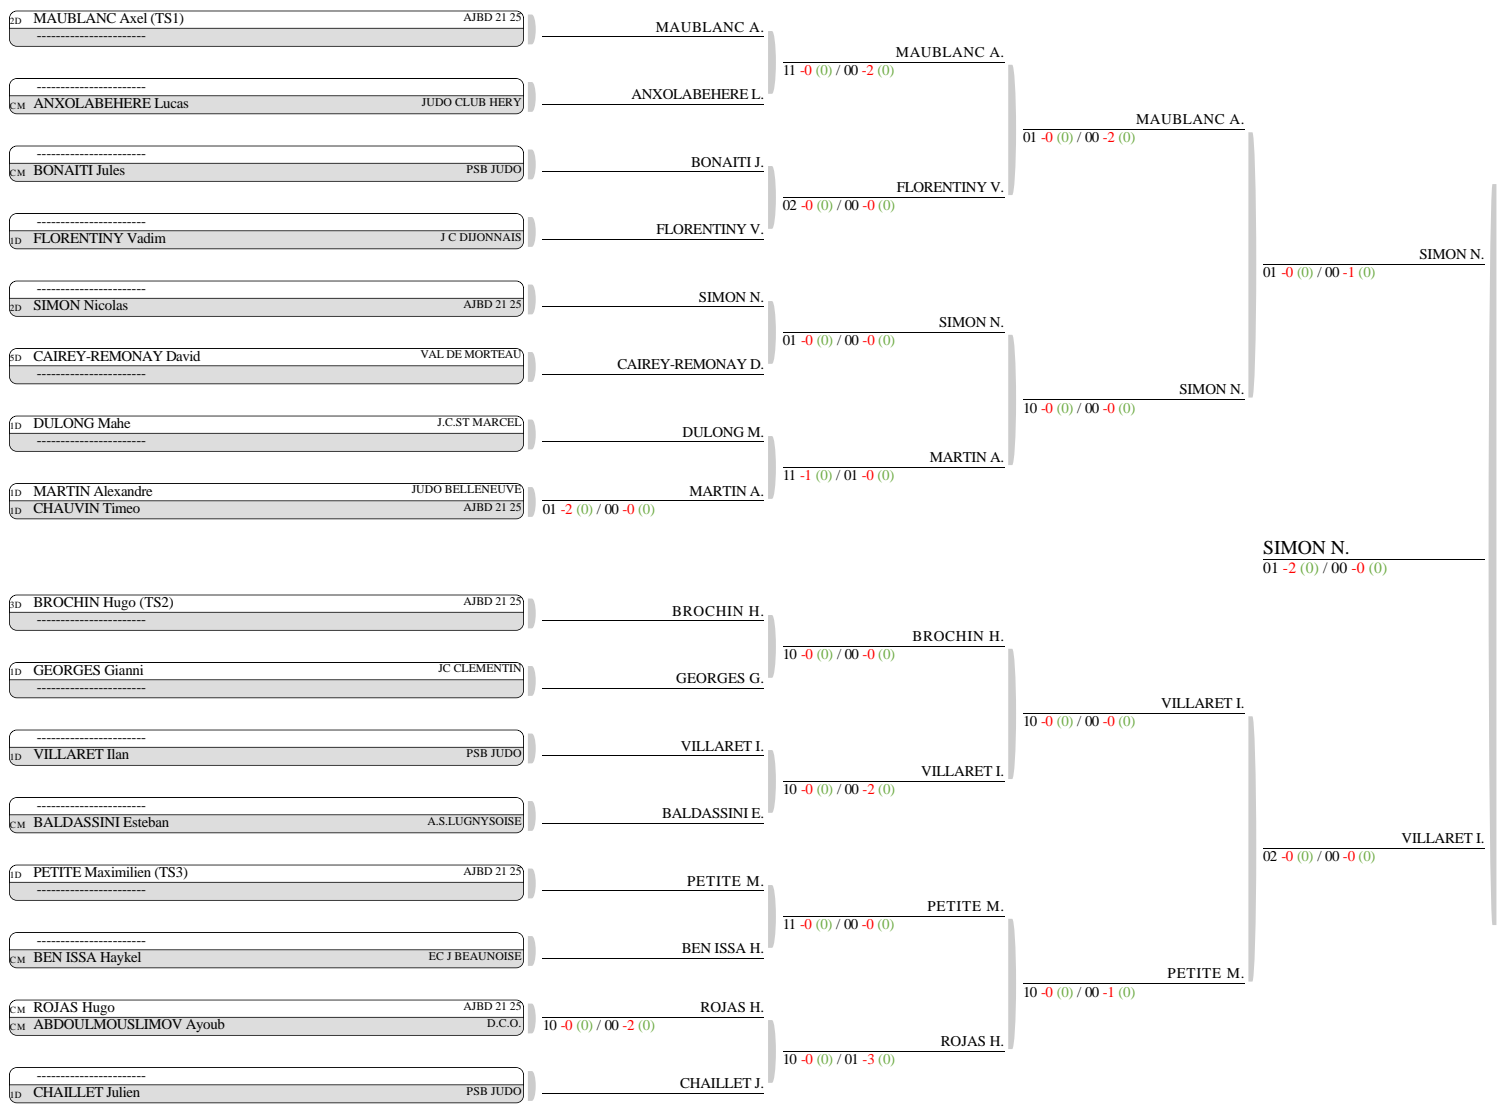 2D MAUBLANC Axel (TS1) AJBD 21 25
-----------------------
-----------------------
CM ANXOLABEHERE Lucas JUDO CLUB HERY
-----------------------
CM BONAITI Jules PSB JUDO
-----------------------
1D FLORENTINY Vadim J C DIJONNAIS
-----------------------
2D SIMON Nicolas AJBD 21 25
5D CAIREY-REMONAY David VAL DE MORTEAU
-----------------------
1D DULONG Mahe J.C.ST MARCEL
-----------------------
1D MARTIN Alexandre JUDO BELLENEUVE
1D CHAUVIN Timeo AJBD 21 25
3D BROCHIN Hugo (TS2) AJBD 21 25
-----------------------
1D GEORGES Gianni JC CLEMENTIN
-----------------------
-----------------------
1D VILLARET Ilan PSB JUDO
-----------------------
CM BALDASSINI Esteban A.S.LUGNYSOISE
1D PETITE Maximilien (TS3) AJBD 21 25
-----------------------
-----------------------
CM BEN ISSA Haykel EC J BEAUNOISE
CM ROJAS Hugo AJBD 21 25
CM ABDOULMOUSLIMOV Ayoub D.C.O.
-----------------------
1D CHAILLET Julien PSB JUDO
MAUBLANC A.
ANXOLABEHERE L.
BONAITI J.
FLORENTINY V.
SIMON N.
CAIREY-REMONAY D.
DULONG M.
MARTIN A.
01 -2 (0) / 00 -0 (0)
BROCHIN H.
GEORGES G.
VILLARET I.
BALDASSINI E.
PETITE M.
BEN ISSA H.
ROJAS H.
10 -0 (0) / 00 -2 (0)
CHAILLET J.
MAUBLANC A.
11 -0 (0) / 00 -2 (0)
FLORENTINY V.
02 -0 (0) / 00 -0 (0)
SIMON N.
01 -0 (0) / 00 -0 (0)
MARTIN A.
11 -1 (0) / 01 -0 (0)
BROCHIN H.
10 -0 (0) / 00 -0 (0)
VILLARET I.
10 -0 (0) / 00 -2 (0)
PETITE M.
11 -0 (0) / 00 -0 (0)
ROJAS H.
10 -0 (0) / 01 -3 (0)
MAUBLANC A.
01 -0 (0) / 00 -2 (0)
SIMON N.
10 -0 (0) / 00 -0 (0)
VILLARET I.
10 -0 (0) / 00 -0 (0)
PETITE M.
10 -0 (0) / 00 -1 (0)
SIMON N.
01 -0 (0) / 00 -1 (0)
SIMON N.
01 -2 (0) / 00 -0 (0)
VILLARET I.
02 -0 (0) / 00 -0 (0)